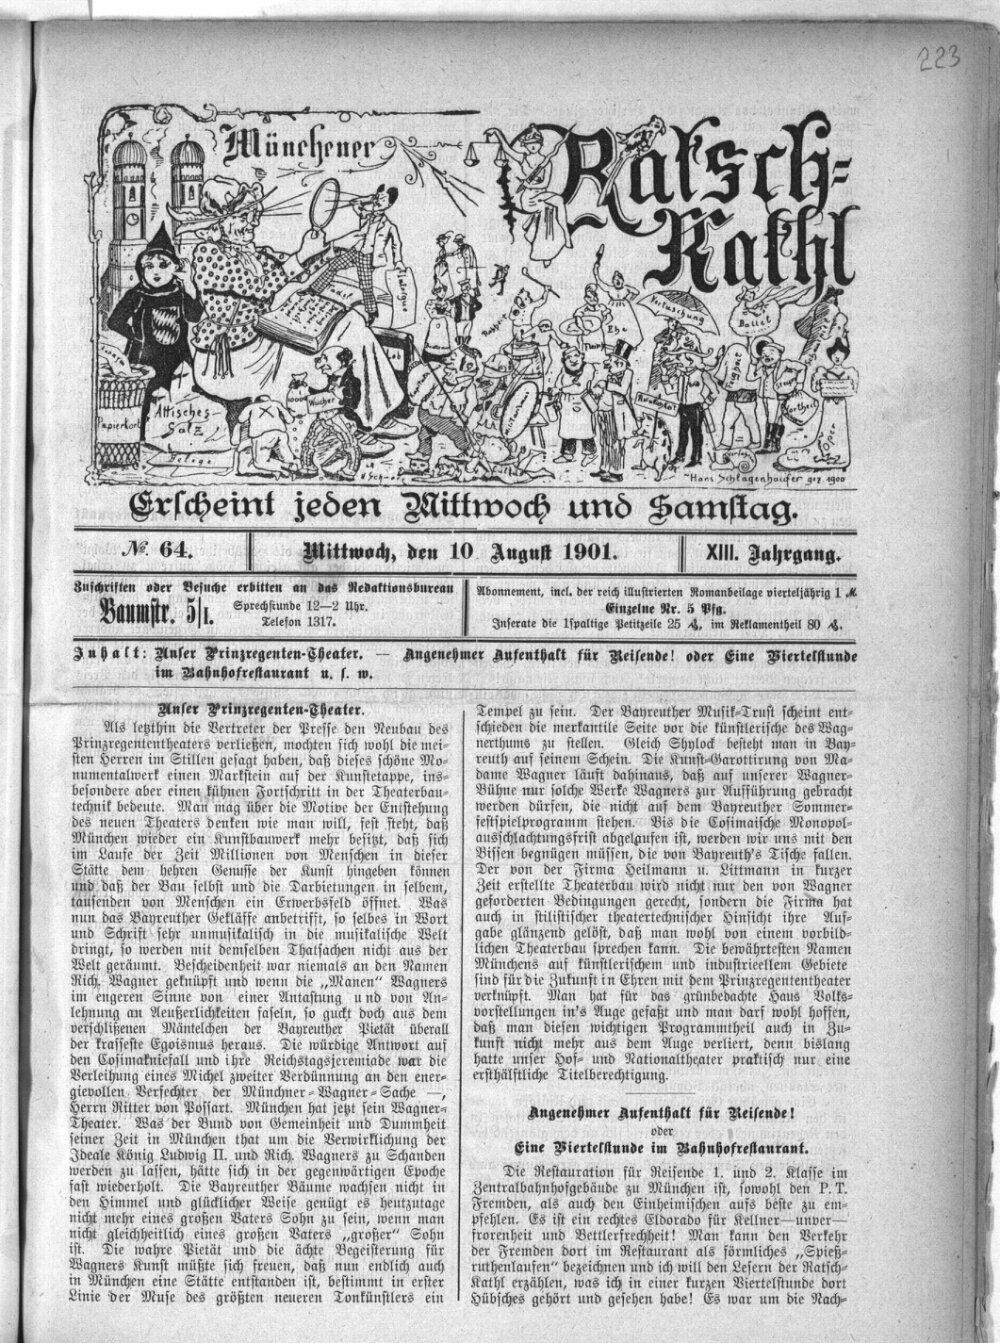 223
Münchener
Ratsch-
Kathl
Papierkorb
Attisches
Salz
Wucher
Ehe
Vertuschung
Ballet
Hans Schlagenhaufer gez. 1900
Erscheint jeden Mittwoch und Samstag.
№ 64.
Mittwoch, den 10 August 1901.
XIII. Jahrgang.
Zuschriften oder Besuche erbitten an das Redaktionsbureau
Baumstr. 5/I.
Sprechstunde 12—2 Uhr.
Telefon 1317.
Abonnement, incl. der reich illustrierten Romanbeilage vierteljährig 1 M
Einzelne Nr. 5 Pfg.
Inserate die 1spaltige Petitzeile 25 ₰, im Reklamentheil 80 ₰.
Inhalt: Unser Prinzregenten-Theater. — Angenehmer Aufenthalt für Reisende! oder Eine Viertelstunde
im Bahnhofrestaurant u. s. w.
Unser Prinzregenten-Theater.
Als letzthin die Vertreter der Presse den Neubau des
Prinzregententheaters verließen, mochten sich wohl die mei-
sten Herren im Stillen gesagt haben, daß dieses schöne Mo-
numentalwerk einen Markstein auf der Kunstetappe, ins-
besondere aber einen kühnen Fortschritt in der Theaterbau-
technik bedeute. Man mag über die Motive der Entstehung
des neuen Theaters denken wie man will, fest steht, daß
München wieder ein Kunstbauwerk mehr besitzt, daß sich
im Laufe der Zeit Millionen von Menschen in dieser
Stätte dem hehren Genusse der Kunst hingeben können
und daß der Bau selbst und die Darbietungen in selbem,
tausenden von Menschen ein Erwerbsfeld öffnet. Was
nun das Bayreuther Gekläffe anbetrifft, so selbes in Wort
und Schrift sehr unmusikalisch in die musikalische Welt
dringt, so werden mit demselben Thatsachen nicht aus der
Welt geräumt. Bescheidenheit war niemals an den Namen
Rich. Wagner geknüpft und wenn die „Manen“ Wagners
im engeren Sinne von einer Antastung und von An-
lehnung an Aeußerlichkeiten faseln, so guckt doch aus dem
verschlißenen Mäntelchen der Bayreuther Pietät überall
der krasseste Egoismus heraus. Die würdige Antwort auf
den Cosimakniefall und ihre Reichstagsjeremiade war die
Verleihung eines Michel zweiter Verdünnung an den ener-
gievollen Verfechter der Münchner-Wagner-Sache —,
Herrn Ritter von Possart. München hat jetzt sein Wagner-
Theater. Was der Bund von Gemeinheit und Dummheit
seiner Zeit in München that um die Verwirklichung der
Ideale König Ludwig II. und Rich. Wagners zu Schanden
werden zu lassen, hätte sich in der gegenwärtigen Epoche
fast wiederholt. Die Bayreuther Bäume wachsen nicht in
den Himmel und glücklicher Weise genügt es heutzutage
nicht mehr eines großen Vaters Sohn zu sein, wenn man
nicht gleichheitlich eines großen Vaters „großer“ Sohn
ist. Die wahre Pietät und die ächte Begeisterung für
Wagners Kunst müßte sich freuen, daß nun endlich auch
in München eine Stätte entstanden ist, bestimmt in erster
Linie der Muse des größten neueren Tonkünstlers ein
Tempel zu sein. Der Bayreuther Musik-Trust scheint ent-
schieden die merkantile Seite vor die künstlerische des Wag-
nerthums zu stellen. Gleich Shylock besteht man in Bay-
reuth auf seinem Schein. Die Kunst-Garottirung von Ma-
dame Wagner läuft dahinaus, daß auf unserer Wagner-
Bühne nur solche Werke Wagners zur Aufführung gebracht
werden dürfen, die nicht auf dem Bayreuther Sommer-
festspielprogramm stehen. Bis die Cosimaische Monopol-
ausschlachtungsfrist abgelaufen ist, werden wir uns mit den
Bissen begnügen müssen, die von Bayreuth's Tische fallen.
Der von der Firma Heilmann u. Littmann in kurzer
Zeit erstellte Theaterbau wird nicht nur den von Wagner
geforderten Bedingungen gerecht, sondern die Firma hat
auch in stilistischer theatertechnischer Hinsicht ihre Auf-
gabe glänzend gelöst, daß man wohl von einem vorbild-
lichen Theaterbau sprechen kann. Die bewährtesten Namen
Münchens auf künstlerischem und industrieellem Gebiete
sind für die Zukunft in Ehren mit dem Prinzregententheater
verknüpft. Man hat für das grünbedachte Haus Volks-
vorstellungen in's Auge gefaßt und man darf wohl hoffen,
daß man diesen wichtigen Programmtheil auch in Zu-
kunft nicht mehr aus dem Auge verliert, denn bislang
hatte unser Hof- und Nationaltheater praktisch nur eine
ersthälftliche Titelberechtigung.
Angenehmer Aufenthalt für Reisende!
oder
Eine Viertelstunde im Bahnhofrestaurant.
Die Restauration für Reisende 1. und 2. Klasse im
Zentralbahnhofgebäude zu München ist, sowohl den P. T.
Fremden, als auch den Einheimischen aufs beste zu em-
pfehlen. Es ist ein rechtes Eldorado für Kellner—unver-
frorenheit und Bettlerfrechheit! Man kann den Verkehr
der Fremden dort im Restaurant als förmliches „Spieß-
ruthenlaufen“ bezeichnen und ich will den Lesern der Ratsch-
Kathl erzählen, was ich in einer kurzen Viertelstunde dort
Hübsches gehört und gesehen habe! Es war um die Nach-